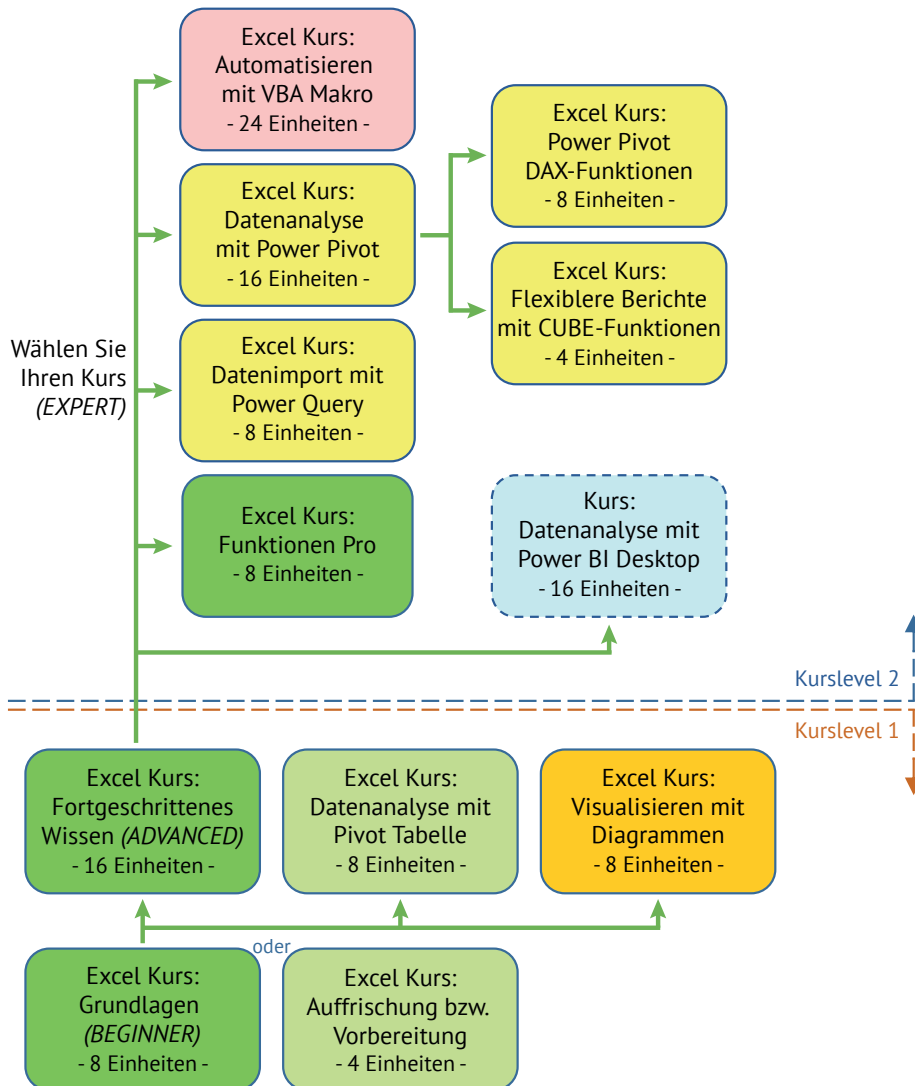 Excel Kurs:
Automatisieren
mit VBA Makro
- 24 Einheiten -
Excel Kurs:
Power Pivot
DAX-Funktionen
- 8 Einheiten -
Excel Kurs:
Datenanalyse
mit Power Pivot
- 16 Einheiten -
Excel Kurs:
Flexiblere Berichte
mit CUBE-Funktionen
- 4 Einheiten -
Wählen Sie
Ihren Kurs
(EXPERT)
Excel Kurs:
Datenimport mit
Power Query
- 8 Einheiten -
Excel Kurs:
Funktionen Pro
- 8 Einheiten -
Kurs:
Datenanalyse mit
Power BI Desktop
- 16 Einheiten -
Kurslevel 2
Kurslevel 1
Excel Kurs:
Fortgeschrittenes
Wissen (ADVANCED)
- 16 Einheiten -
Excel Kurs:
Datenanalyse mit
Pivot Tabelle
- 8 Einheiten -
Excel Kurs:
Visualisieren mit
Diagrammen
- 8 Einheiten -
oder
Excel Kurs:
Grundlagen
(BEGINNER)
- 8 Einheiten -
Excel Kurs:
Auffrischung bzw.
Vorbereitung
- 4 Einheiten -